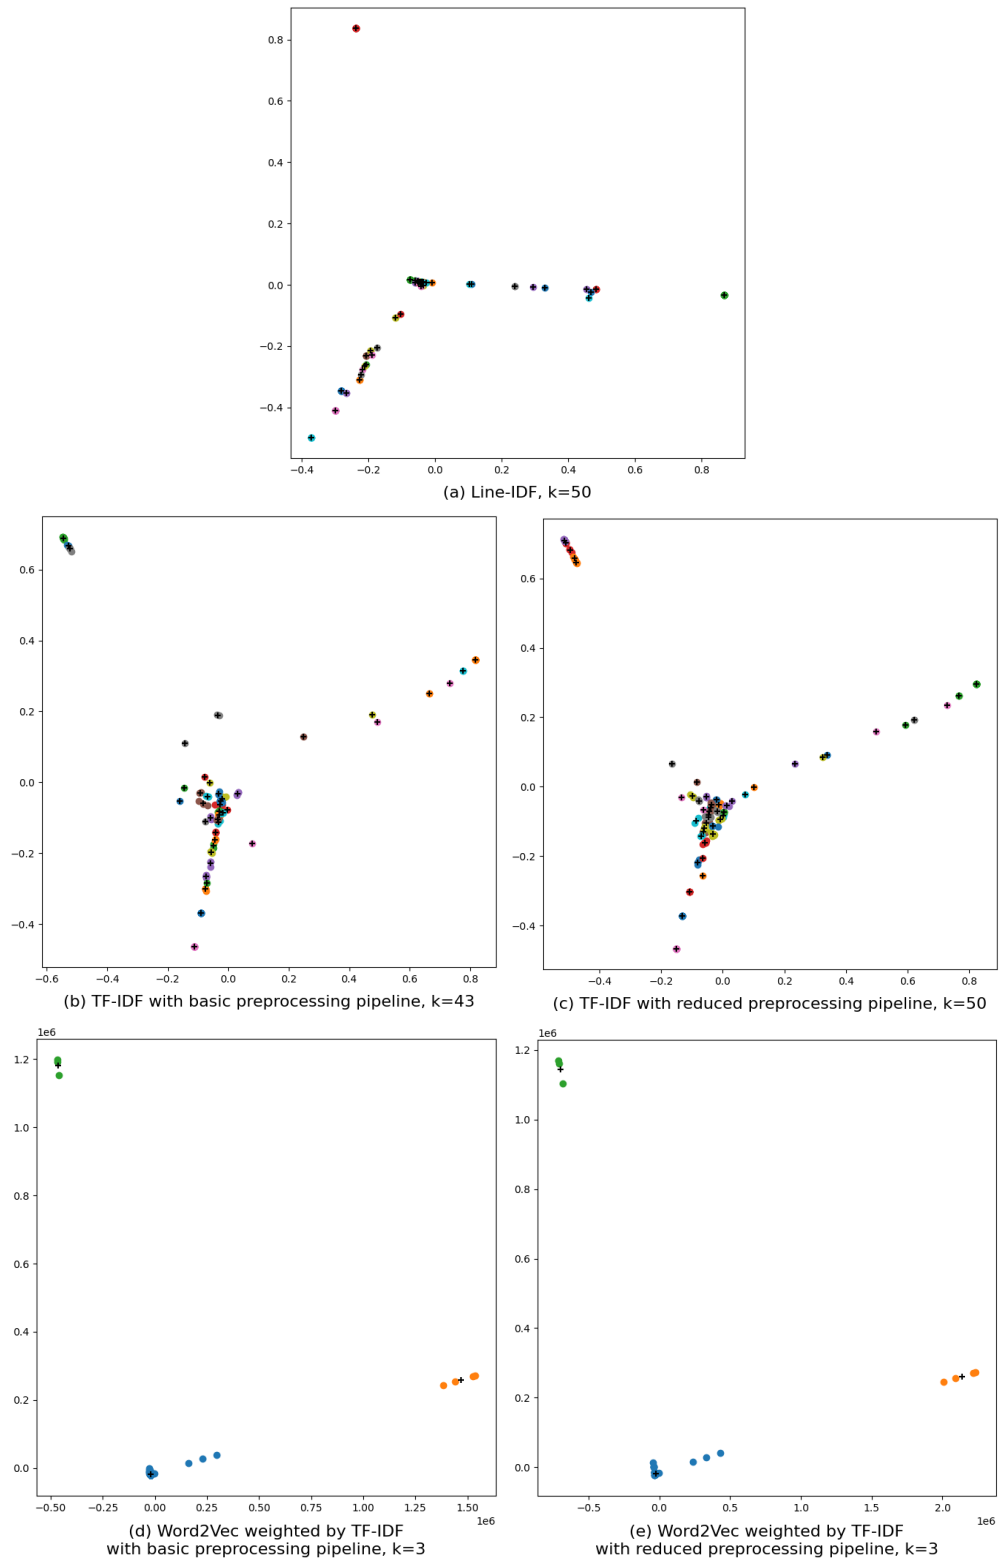 0.8
0.6
0.4
0.2
0.0
−0.2
−0.4
−0.4 −0.2 0.0 0.2 0.4 0.6 0.8
(a) Line-IDF, k=50
0.6
0.4
0.2
0.0
−0.2
−0.4
−0.6 −0.4 −0.2 0.0 0.2 0.4 0.6 0.8
(b) TF-IDF with basic preprocessing pipeline, k=43
0.6
0.4
0.2
0.0
−0.2
−0.4
−0.4 −0.2 0.0 0.2 0.4 0.6 0.8
(c) TF-IDF with reduced preprocessing pipeline, k=50
1e6
1.2
1.0
0.8
0.6
0.4
0.2
0.0
−0.50 −0.25 0.00 0.25 0.50 0.75 1.00 1.25 1.50
1e6
(d) Word2Vec weighted by TF-IDF
with basic preprocessing pipeline, k=3
1e6
1.2
1.0
0.8
0.6
0.4
0.2
0.0
−0.5 0.0 0.5 1.0 1.5 2.0
1e6
(e) Word2Vec weighted by TF-IDF
with reduced preprocessing pipeline, k=3